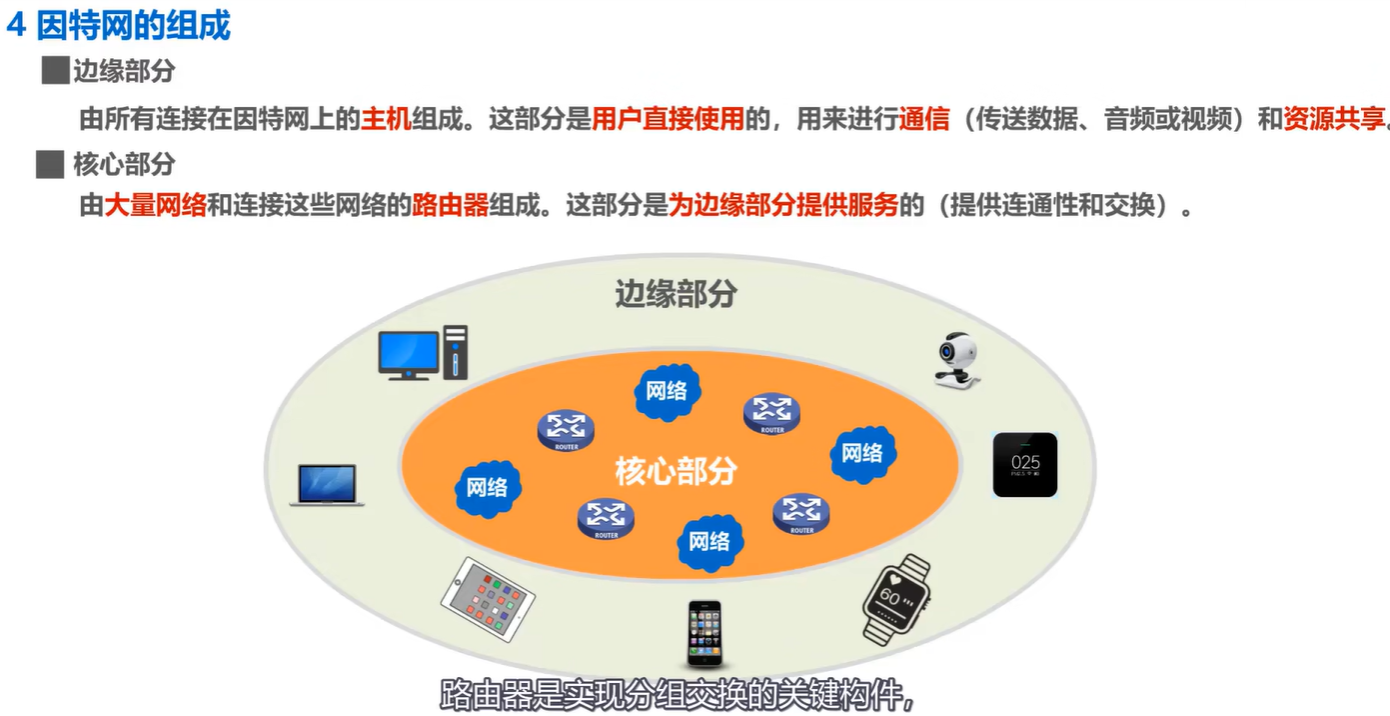 4 因特网的组成
边缘部分
由所有连接在因特网上的主机组成。这部分是用户直接使用的，用来进行通信（传送数据、音频或视频）和资源共享。
核心部分
由大量网络和连接这些网络的路由器组成。这部分是为边缘部分提供服务的（提供连通性和交换）。
边缘部分
网络
ROUTER
ROUTER
网络
025
核心部分
网络
ROUTER
ROUTER
网络
60
路由器是实现分组交换的关键构件，